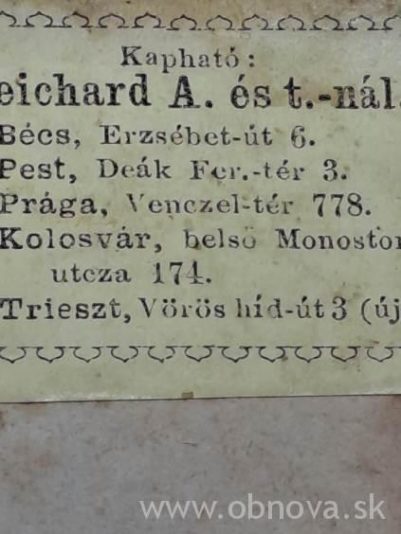 Kapható:
eichard A. és t.-nál.
Bécs, Erzsébet-út 6.
Pest, Deák Fer.-tér 3.
Prága, Venczel-tér 778.
Kolosvár, belső Monostor
utcza 174.
Trieszt, Vörös híd-út 3 (új
www.obnova.sk